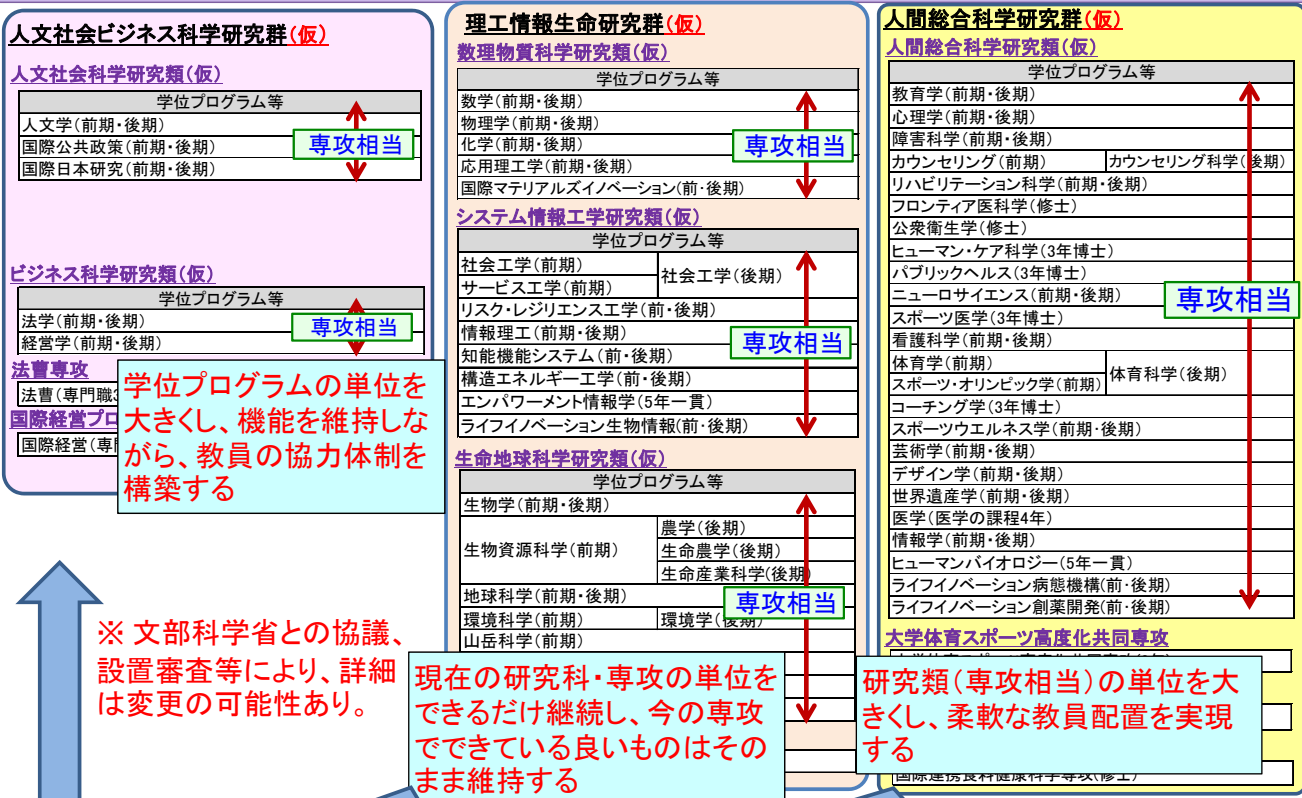 人文社会ビジネス科学研究群(仮)
人文社会科学研究類(仮)
学位プログラム等
人文学(前期・後期)
国際公共政策(前期・後期)
国際日本研究(前期・後期)
専攻相当
ビジネス科学研究類(仮)
学位プログラム等
法学(前期・後期)
経営学(前期・後期)
専攻相当
法曹専攻
法曹(専門職
国際経営プロ
国際経営(専
学位プログラムの単位を
大きくし、機能を維持しな
がら、教員の協力体制を
構築する
※ 文部科学省との協議、
設置審査等により、詳細
は変更の可能性あり。
理工情報生命研究群(仮)
数理物質科学研究類(仮)
学位プログラム等
数学(前期・後期)
物理学(前期・後期)
化学(前期・後期)
応用理工学(前期・後期)
国際マテリアルズイノベーション(前・後期)
専攻相当
システム情報工学研究類(仮)
学位プログラム等
社会工学(前期)
サービス工学(前期)
社会工学(後期)
リスク・レジリエンス工学(前・後期)
情報理工(前期・後期)
知能機能システム(前・後期)
構造エネルギー工学(前・後期)
エンパワーメント情報学(5年一貫)
ライフイノベーション生物情報(前・後期)
専攻相当
生命地球科学研究類(仮)
学位プログラム等
生物学(前期・後期)
生物資源科学(前期)
農学(後期)
生命農学(後期)
生命産業科学(後期)
地球科学(前期・後期)
環境科学(前期) 環境学(後期)
山岳科学(前期)
専攻相当
現在の研究科・専攻の単位を
できるだけ継続し、今の専攻
でできている良いものはその
まま維持する
人間総合科学研究群(仮)
人間総合科学研究類(仮)
学位プログラム等
教育学(前期・後期)
心理学(前期・後期)
障害科学(前期・後期)
カウンセリング(前期) カウンセリング科学(後期)
リハビリテーション科学(前期・後期)
フロンティア医科学(修士)
公衆衛生学(修士)
ヒューマン・ケア科学(3年博士)
パブリックヘルス(3年博士)
ニューロサイエンス(前期・後期)
スポーツ医学(3年博士)
看護科学(前期・後期)
体育学(前期)
スポーツ・オリンピック学(前期)
体育科学(後期)
コーチング学(3年博士)
スポーツウエルネス学(前期・後期)
芸術学(前期・後期)
デザイン学(前期・後期)
世界遺産学(前期・後期)
医学(医学の課程4年)
情報学(前期・後期)
ヒューマンバイオロジー(5年一貫)
ライフイノベーション病態機構(前・後期)
ライフイノベーション創薬開発(前・後期)
専攻相当
大学体育スポーツ高度化共同専攻
研究類(専攻相当)の単位を大
きくし、柔軟な教員配置を実現
する
国際連携食料健康科学専攻(修士)